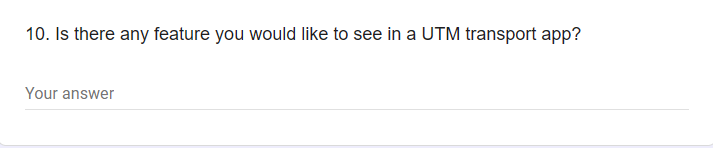 10. Is there any feature you would like to see in a UTM transport app?
Your answer